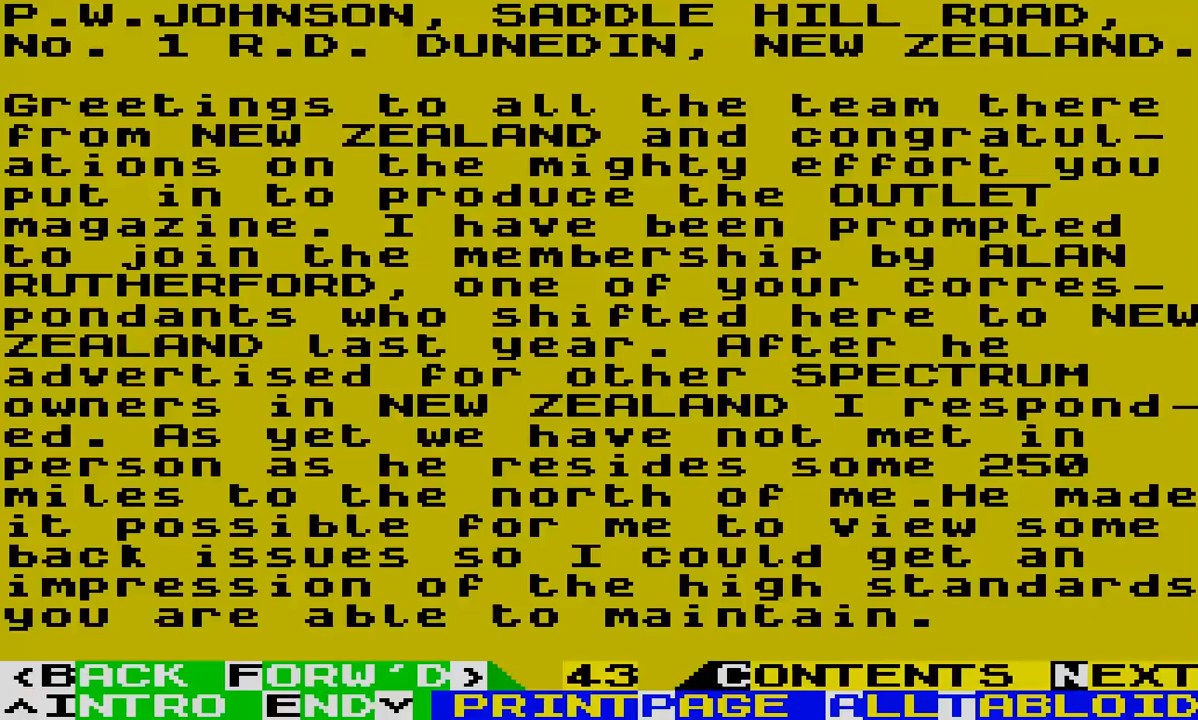 P.W.JOHNSON, SADDLE HILL ROAD,
No. 1 R.D. DUNEDIN, NEW ZEALAND.
Greetings to all the team there
from NEW ZEALAND and congratul-
ations on the mighty effort you
put in to produce the OUTLET
magazine. I have been prompted
to join the membership by ALAN
RUTHERFORD, one of your corres-
pondants who shifted here to NEW
ZEALAND last year. After he
advertised for other SPECTRUM
owners in NEW ZEALAND I respond-
ed. As yet we have not met in
person as he resides some 250
miles to the north of me.He made
it possible for me to view some
back issues so I could get an
impression of the high standards
you are able to maintain.
<BACK FORW'D> 43 CONTENTS NEXT
^INTRO ENDv PRINTPAGE ALLTABLOID